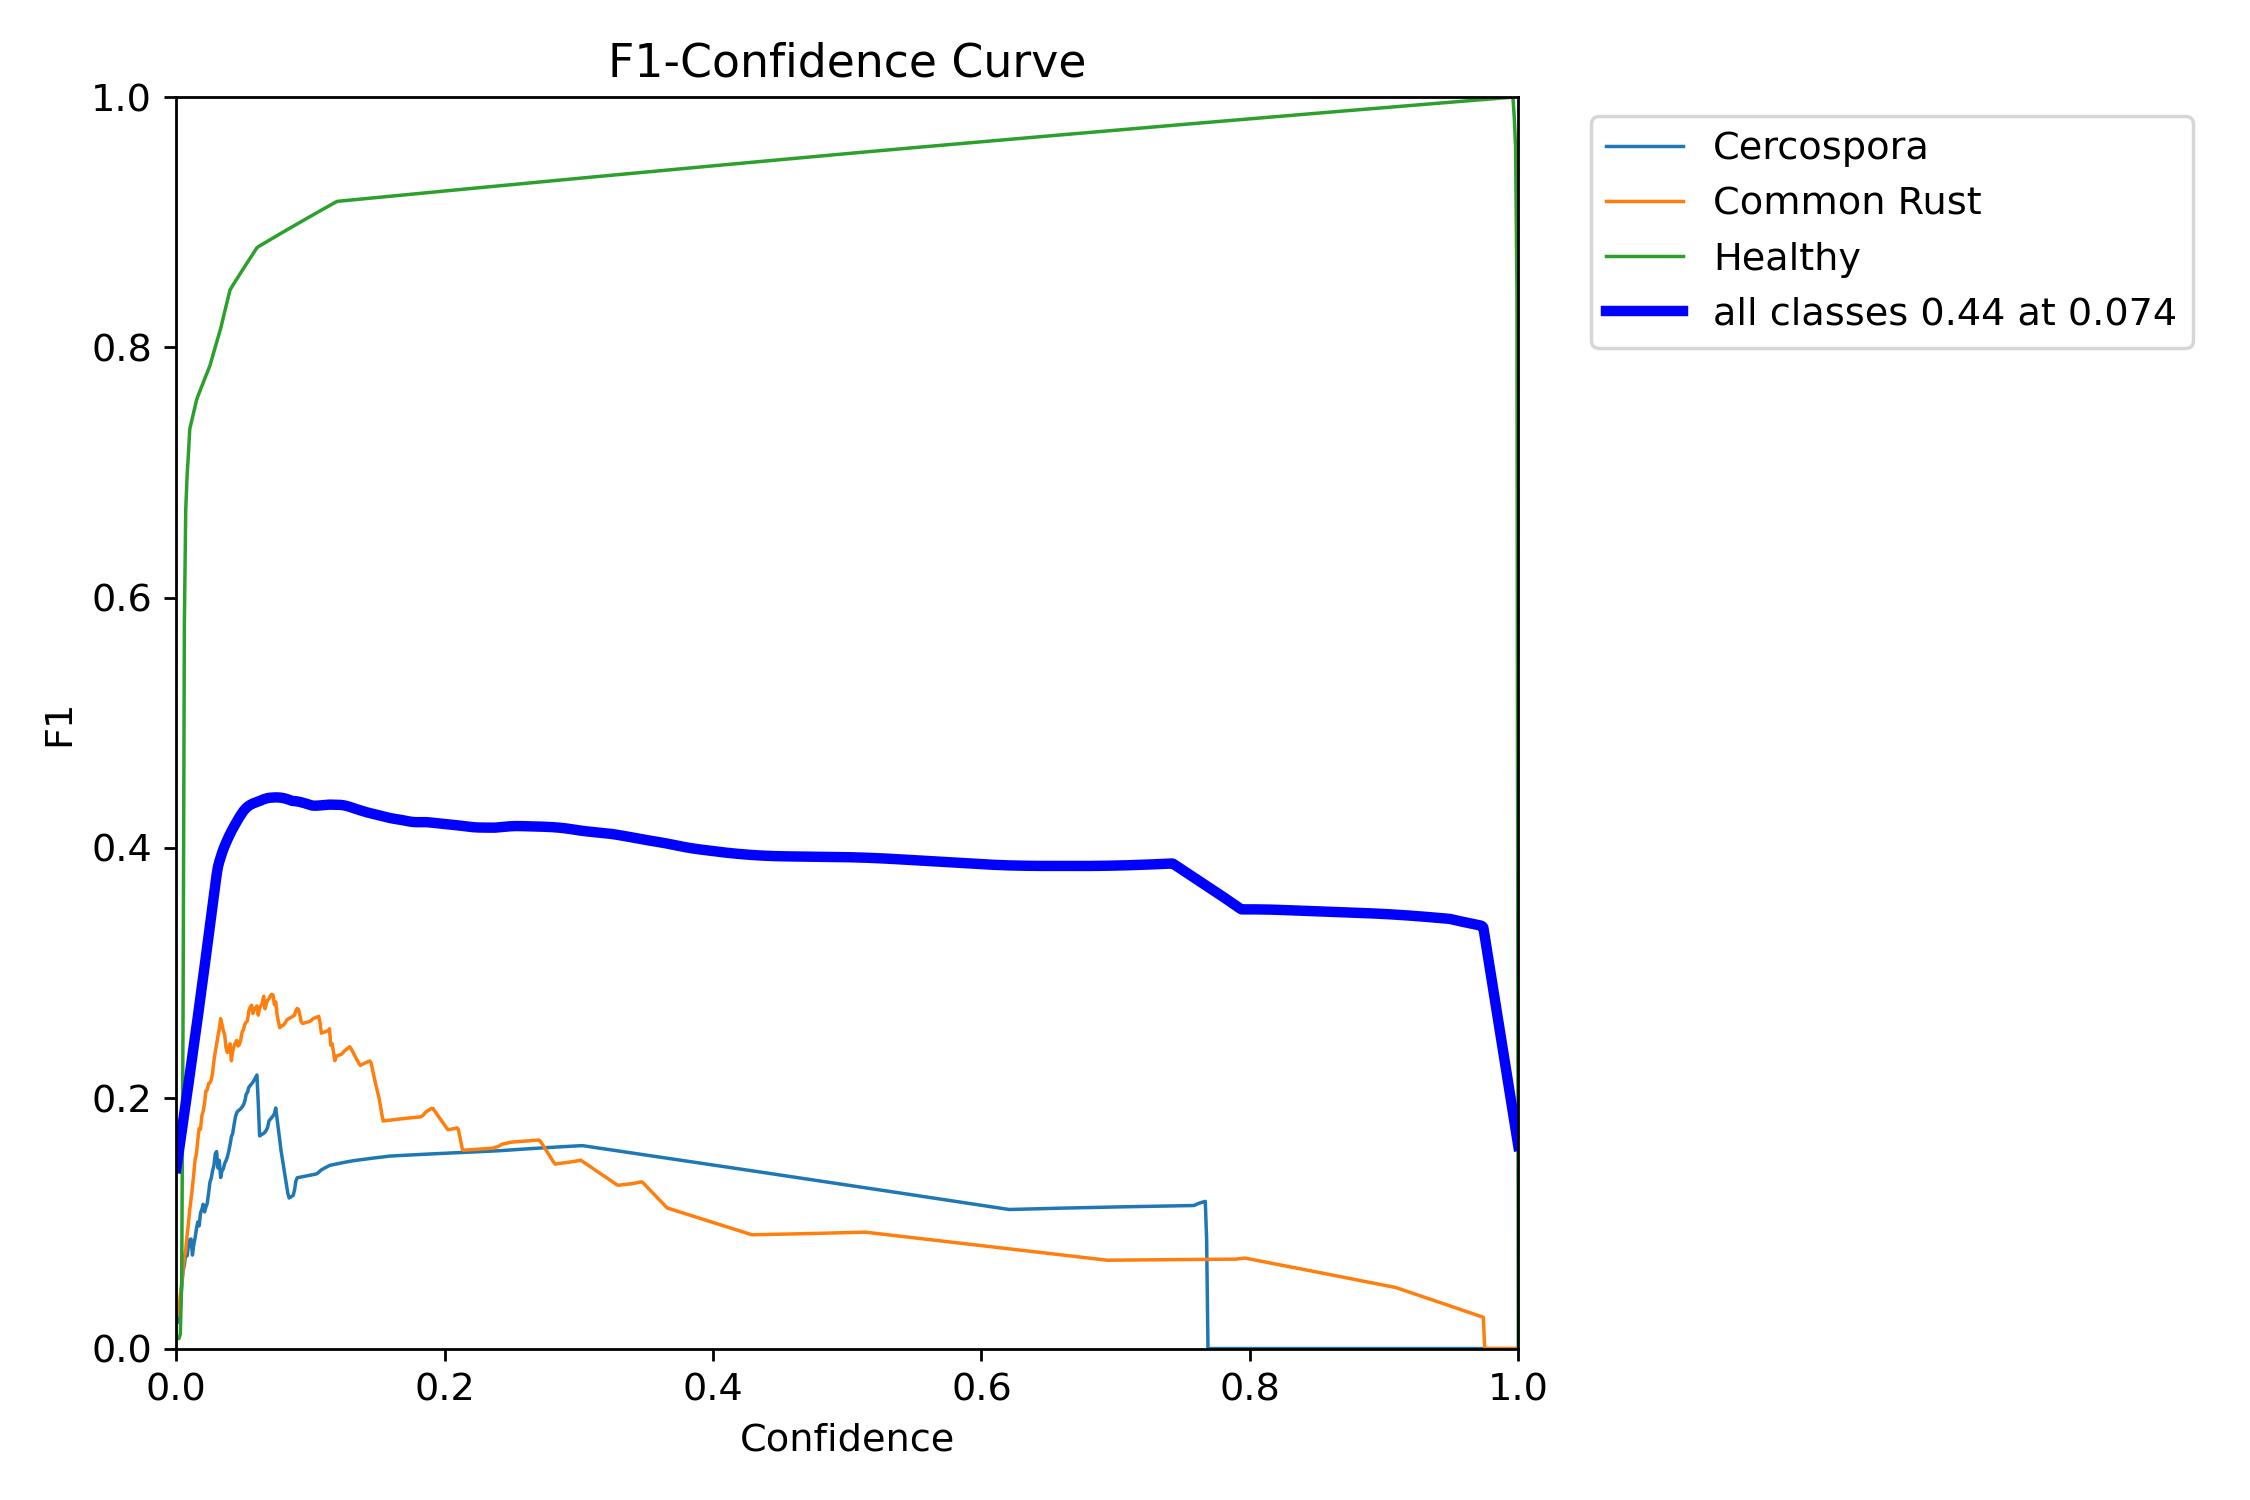 F1-Confidence Curve
1.0
0.8
0.6
0.4
0.2
0.0
F1
0.0 0.2 0.4 0.6 0.8 1.0
Confidence
Cercospora
Common Rust
Healthy
all classes 0.44 at 0.074